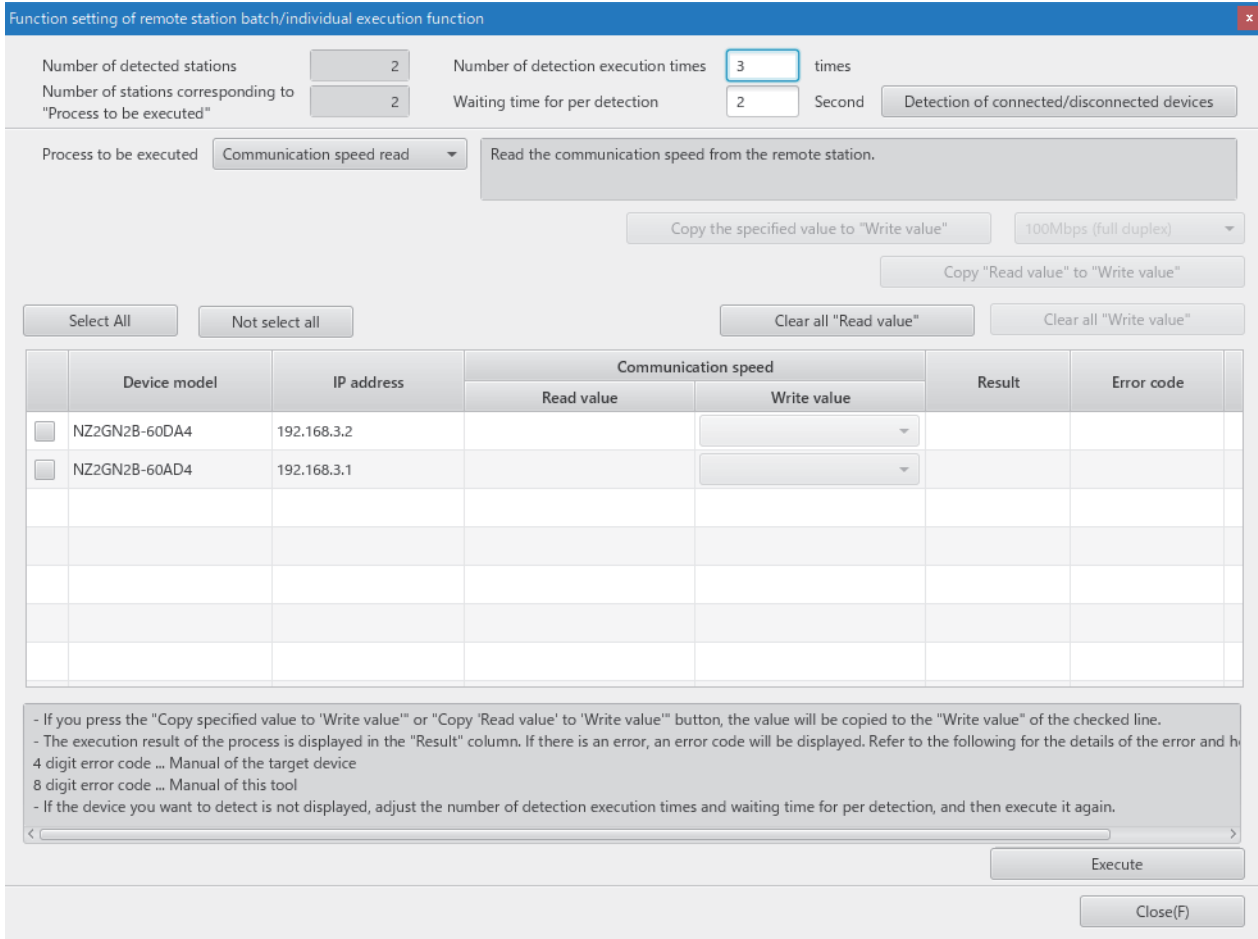 Function setting of remote station batch/individual execution function
x
Number of detected stations 2 Number of detection execution times 3 times
Number of stations corresponding to
"Process to be executed" 2 Waiting time for per detection 2 Second Detection of connected/disconnected devices
Process to be executed Communication speed read Read the communication speed from the remote station.
Copy the specified value to "Write value" 100Mbps (full duplex)
Copy "Read value" to "Write value"
Select All Not select all Clear all "Read value" Clear all "Write value"
Device model IP address Communication speed Result Error code
Read value Write value
NZ2GN2B-60DA4 192.168.3.2
NZ2GN2B-60AD4 192.168.3.1
- If you press the "Copy specified value to 'Write value'" or "Copy 'Read value' to 'Write value'" button, the value will be copied to the "Write value" of the checked line.
- The execution result of the process is displayed in the "Result" column. If there is an error, an error code will be displayed. Refer to the following for the details of the error and
4 digit error code ... Manual of the target device
8 digit error code ... Manual of this tool
- If the device you want to detect is not displayed, adjust the number of detection execution times and waiting time for per detection, and then execute it again.
Execute
Close(F)